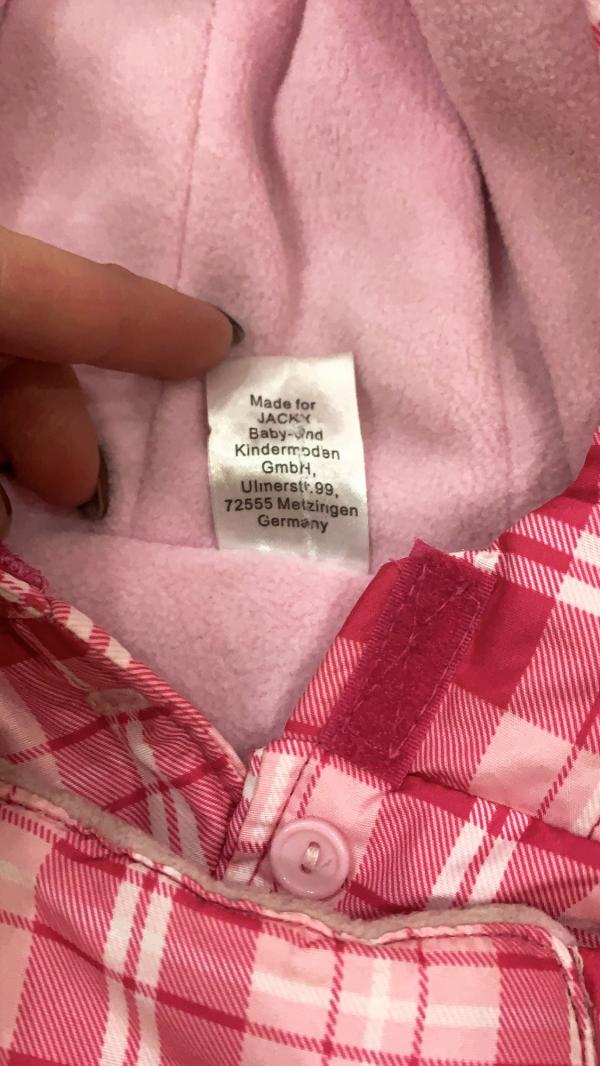 Made for
JACKY
Baby-und
Kindermoden
GmbH,
Ulmerstr.99,
72555 Metzingen
Germany